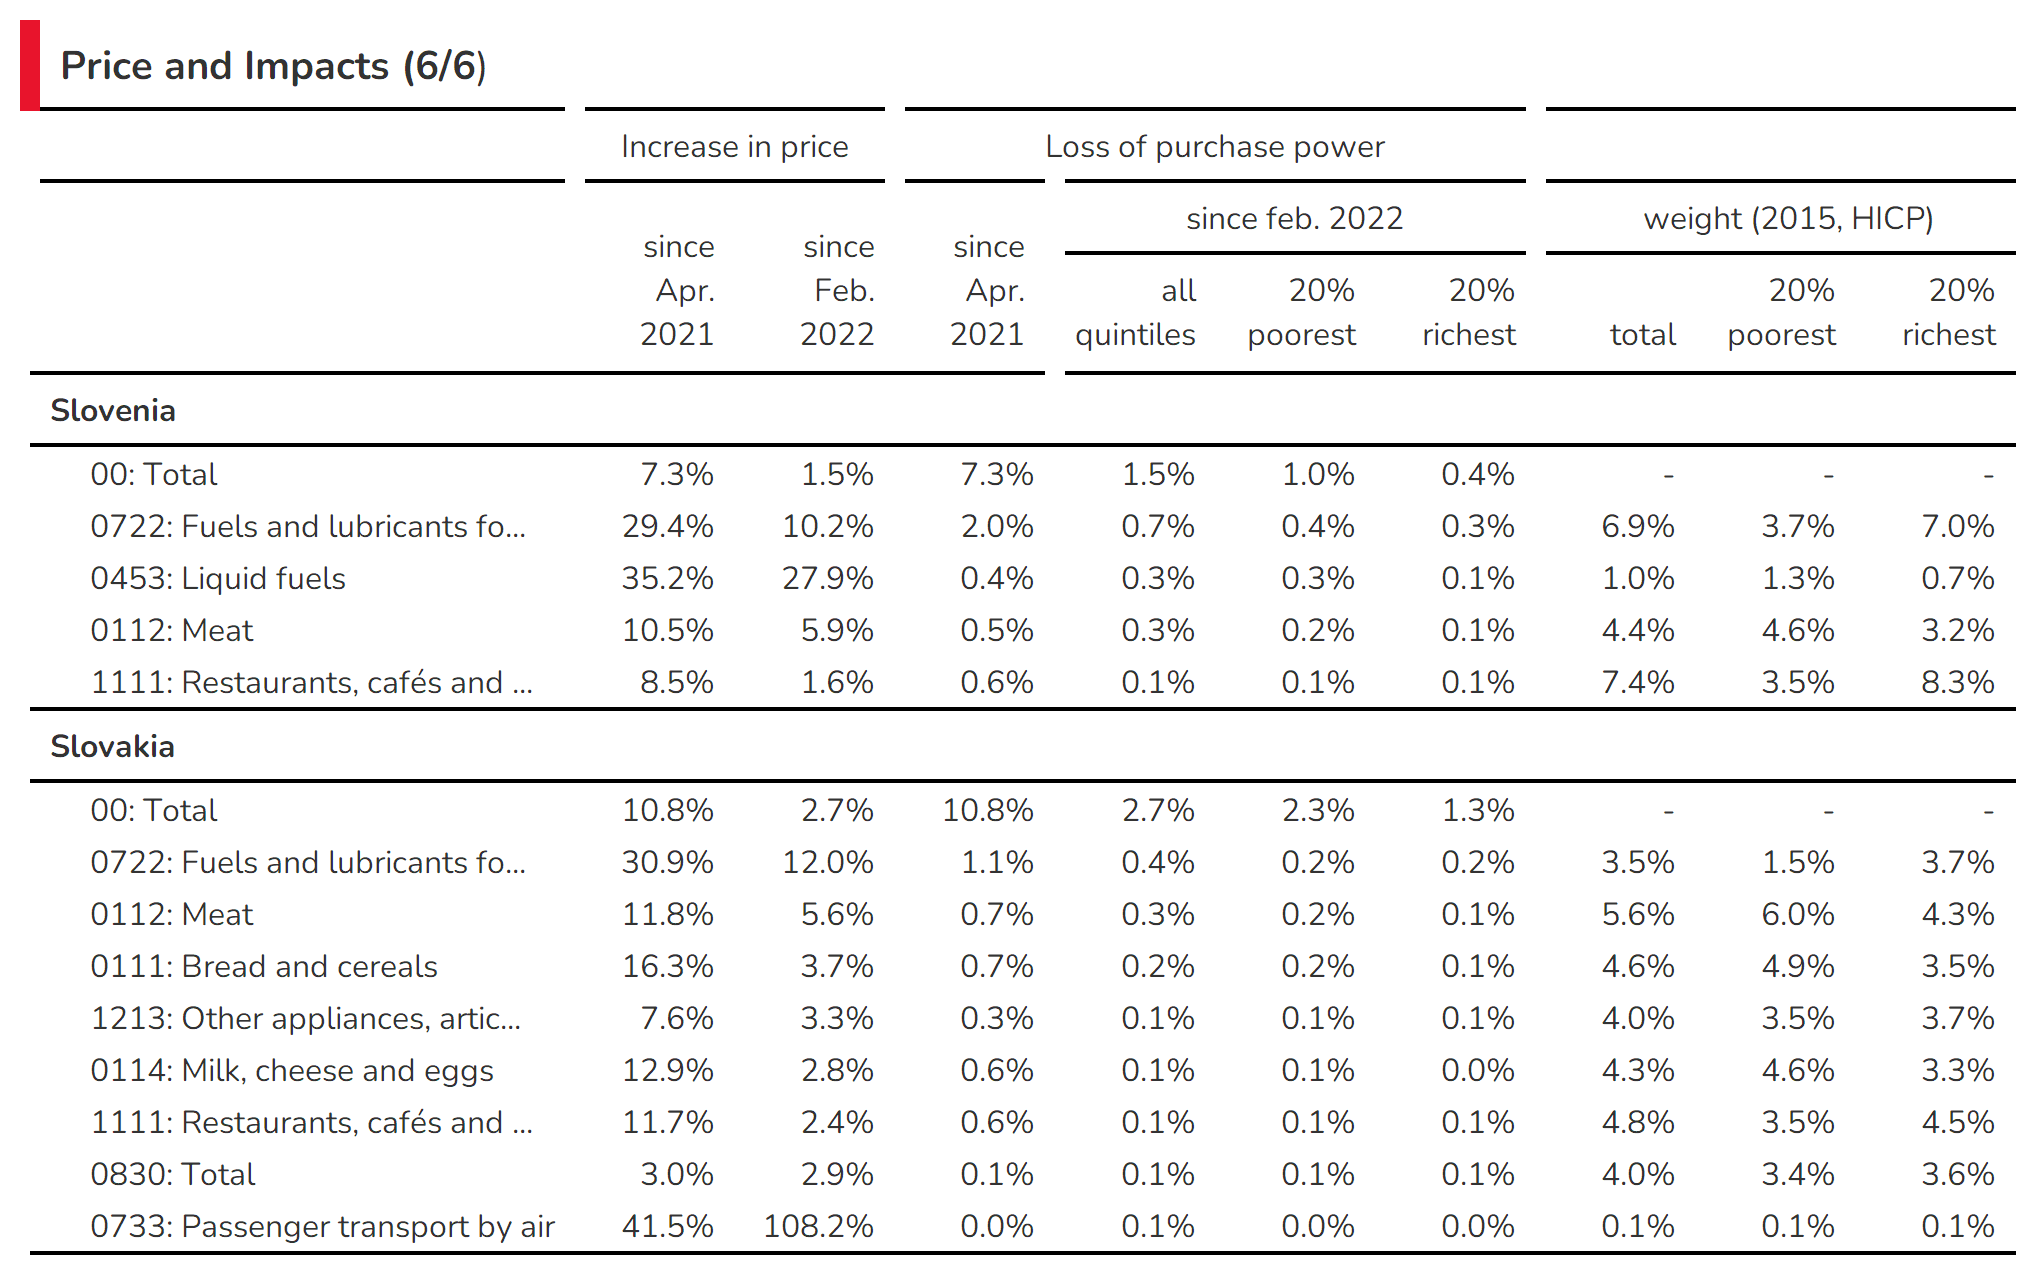 Price and Impacts (6/6)
Increase in price Loss of purchase power
since feb. 2022 weight (2015, HICP)
since since since
Apr. Feb. Apr. all 20% 20% 20% 20%
2021 2022 2021 quintiles poorest richest total poorest richest
Slovenia
00: Total 7.3% 1.5% 7.3% 1.5% 1.0% 0.4% - - -
0722: Fuels and lubricants fo... 29.4% 10.2% 2.0% 0.7% 0.4% 0.3% 6.9% 3.7% 7.0%
0453: Liquid fuels 35.2% 27.9% 0.4% 0.3% 0.3% 0.1% 1.0% 1.3% 0.7%
0112: Meat 10.5% 5.9% 0.5% 0.3% 0.2% 0.1% 4.4% 4.6% 3.2%
1111: Restaurants, cafés and ... 8.5% 1.6% 0.6% 0.1% 0.1% 0.1% 7.4% 3.5% 8.3%
Slovakia
00: Total 10.8% 2.7% 10.8% 2.7% 2.3% 1.3% - - -
0722: Fuels and lubricants fo... 30.9% 12.0% 1.1% 0.4% 0.2% 0.2% 3.5% 1.5% 3.7%
0112: Meat 11.8% 5.6% 0.7% 0.3% 0.2% 0.1% 5.6% 6.0% 4.3%
0111: Bread and cereals 16.3% 3.7% 0.7% 0.2% 0.2% 0.1% 4.6% 4.9% 3.5%
1213: Other appliances, artic... 7.6% 3.3% 0.3% 0.1% 0.1% 0.1% 4.0% 3.5% 3.7%
0114: Milk, cheese and eggs 12.9% 2.8% 0.6% 0.1% 0.1% 0.0% 4.3% 4.6% 3.3%
1111: Restaurants, cafés and ... 11.7% 2.4% 0.6% 0.1% 0.1% 0.1% 4.8% 3.5% 4.5%
0830: Total 3.0% 2.9% 0.1% 0.1% 0.1% 0.1% 4.0% 3.4% 3.6%
0733: Passenger transport by air 41.5% 108.2% 0.0% 0.1% 0.0% 0.0% 0.1% 0.1% 0.1%